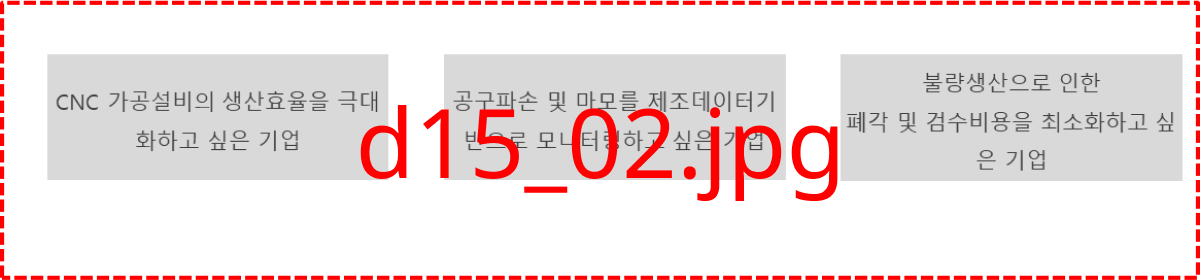 CNC 가공설비의 생산효율을 극대
화하고 싶은 기업
공구파손 및 마모를 제조데이터기
반으로 모니터링하고 싶은 기업
불량생산으로 인한
폐각 및 검수비용을 최소화하고 싶
은 기업
d15_02.jpg